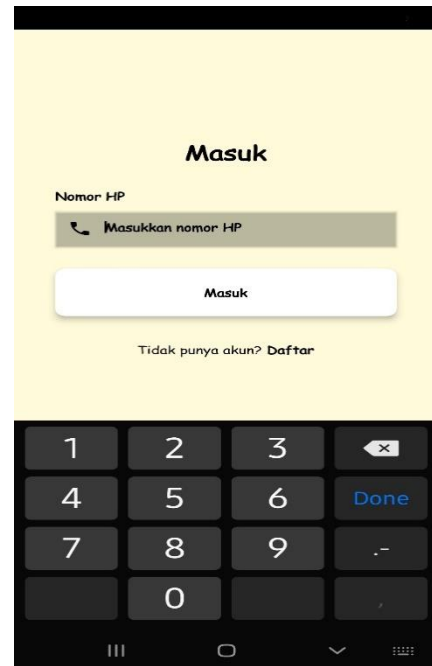 Masuk
Nomor HP
Masukkan nomor HP
Masuk
Tidak punya akun? Daftar
1 2 3
4 5 6 Done
7 8 9 .-
0 ,